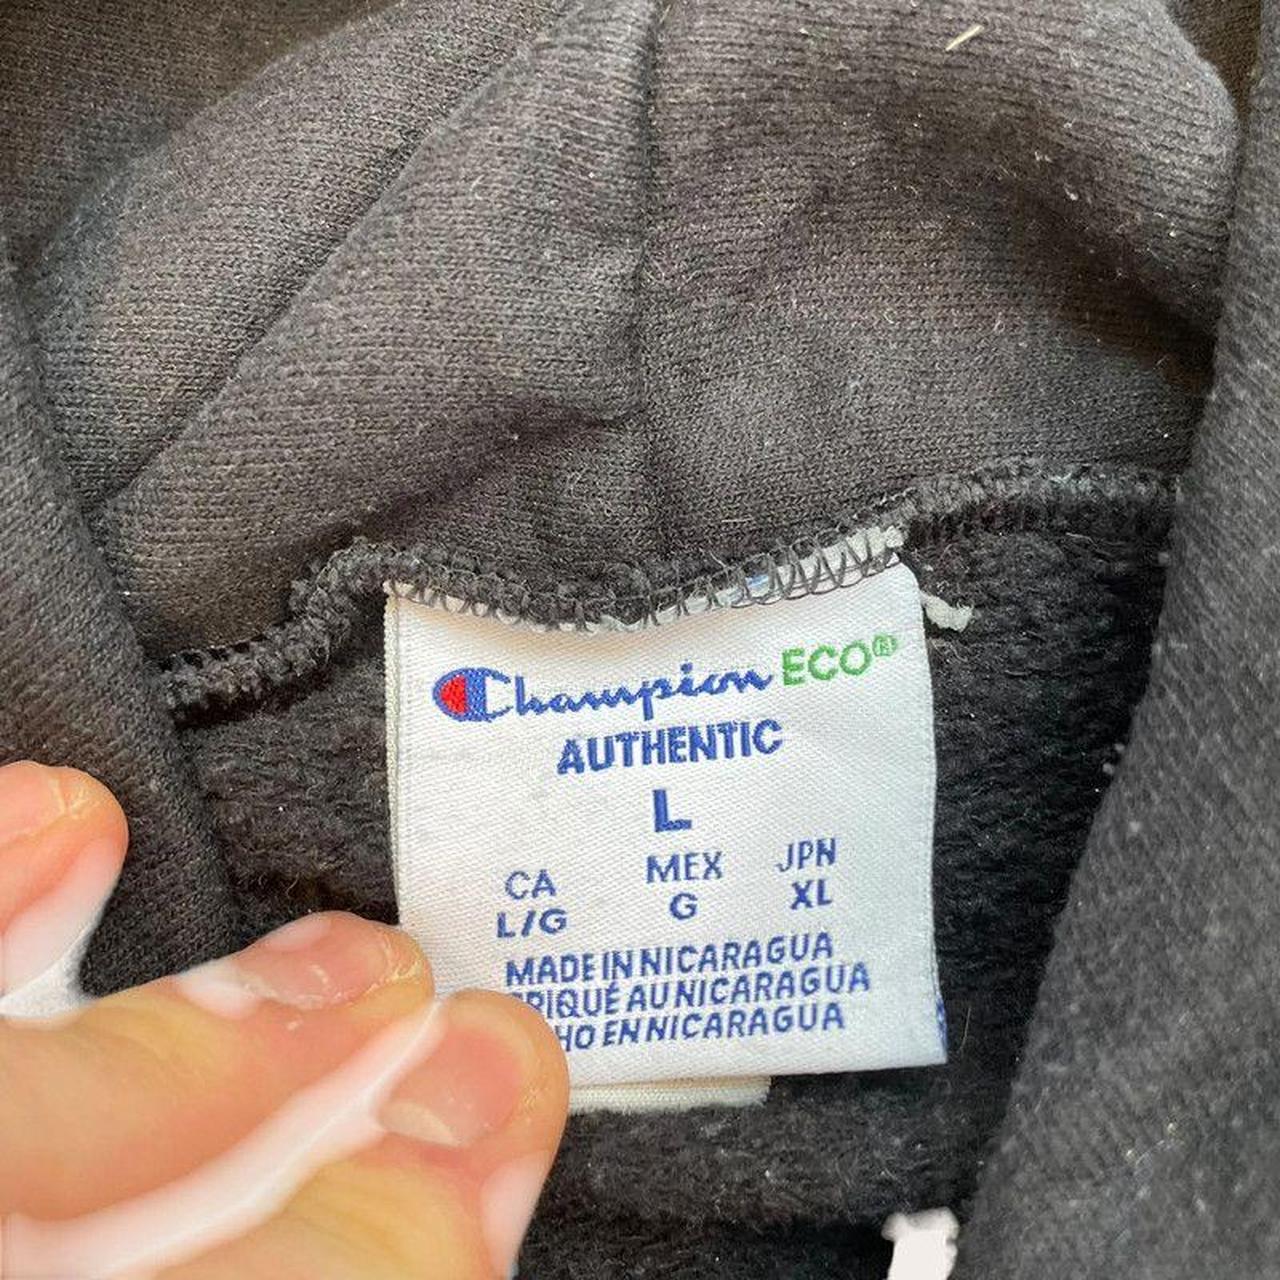 Champion ECO®
AUTHENTIC
L
CA MEX JPN
L/G G XL
MADE IN NICARAGUA
AU NICARAGUA
EN NICARAGUA